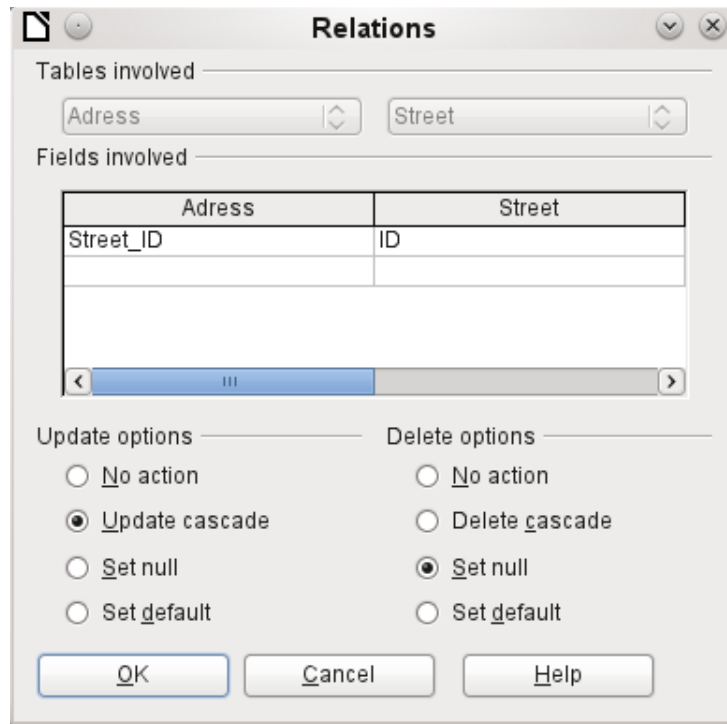 Relations
Tables involved
Adress Street
Fields involved
Adress Street
Street_ID ID
Update options Delete options
No action No action
Update cascade Delete cascade
Set null Set null
Set default Set default
OK Cancel Help